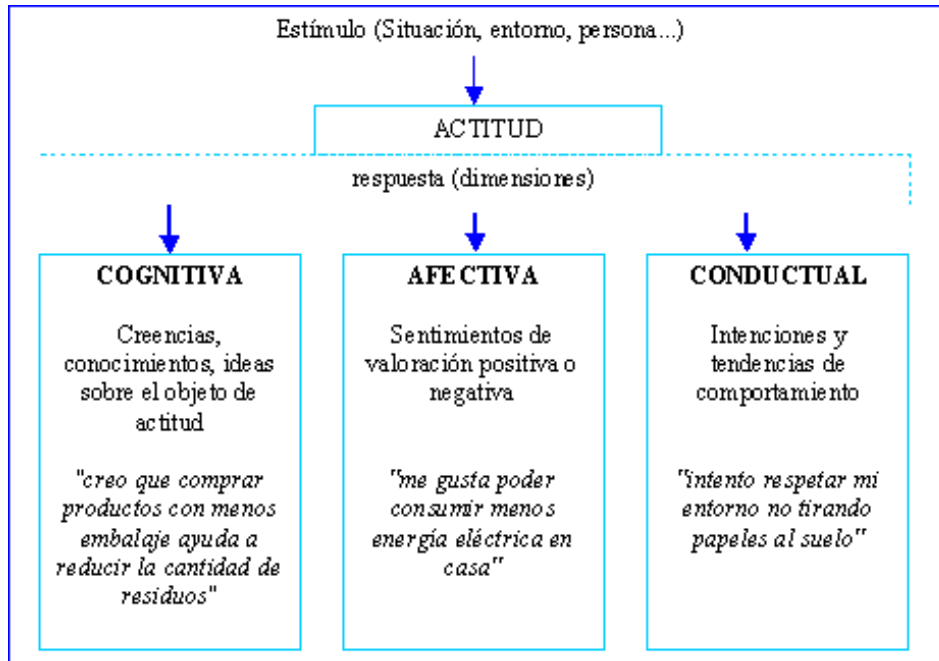 Estímulo (Situación, entorno, persona...)
ACTITUD
respuesta (dimensiones)
COGNITIVA
Creencias,
conocimientos, ideas
sobre el objeto de
actitud
"creo que comprar
productos con menos
embalaje ayuda a
reducir la cantidad de
residuos"
AFECTIVA
Sentimientos de
valoración positiva o
negativa
"me gusta poder
consumir menos
energía eléctrica en
casa"
CONDUCTUAL
Intenciones y
tendencias de
comportamiento
"intento respetar mi
entorno no tirando
papeles al suelo"